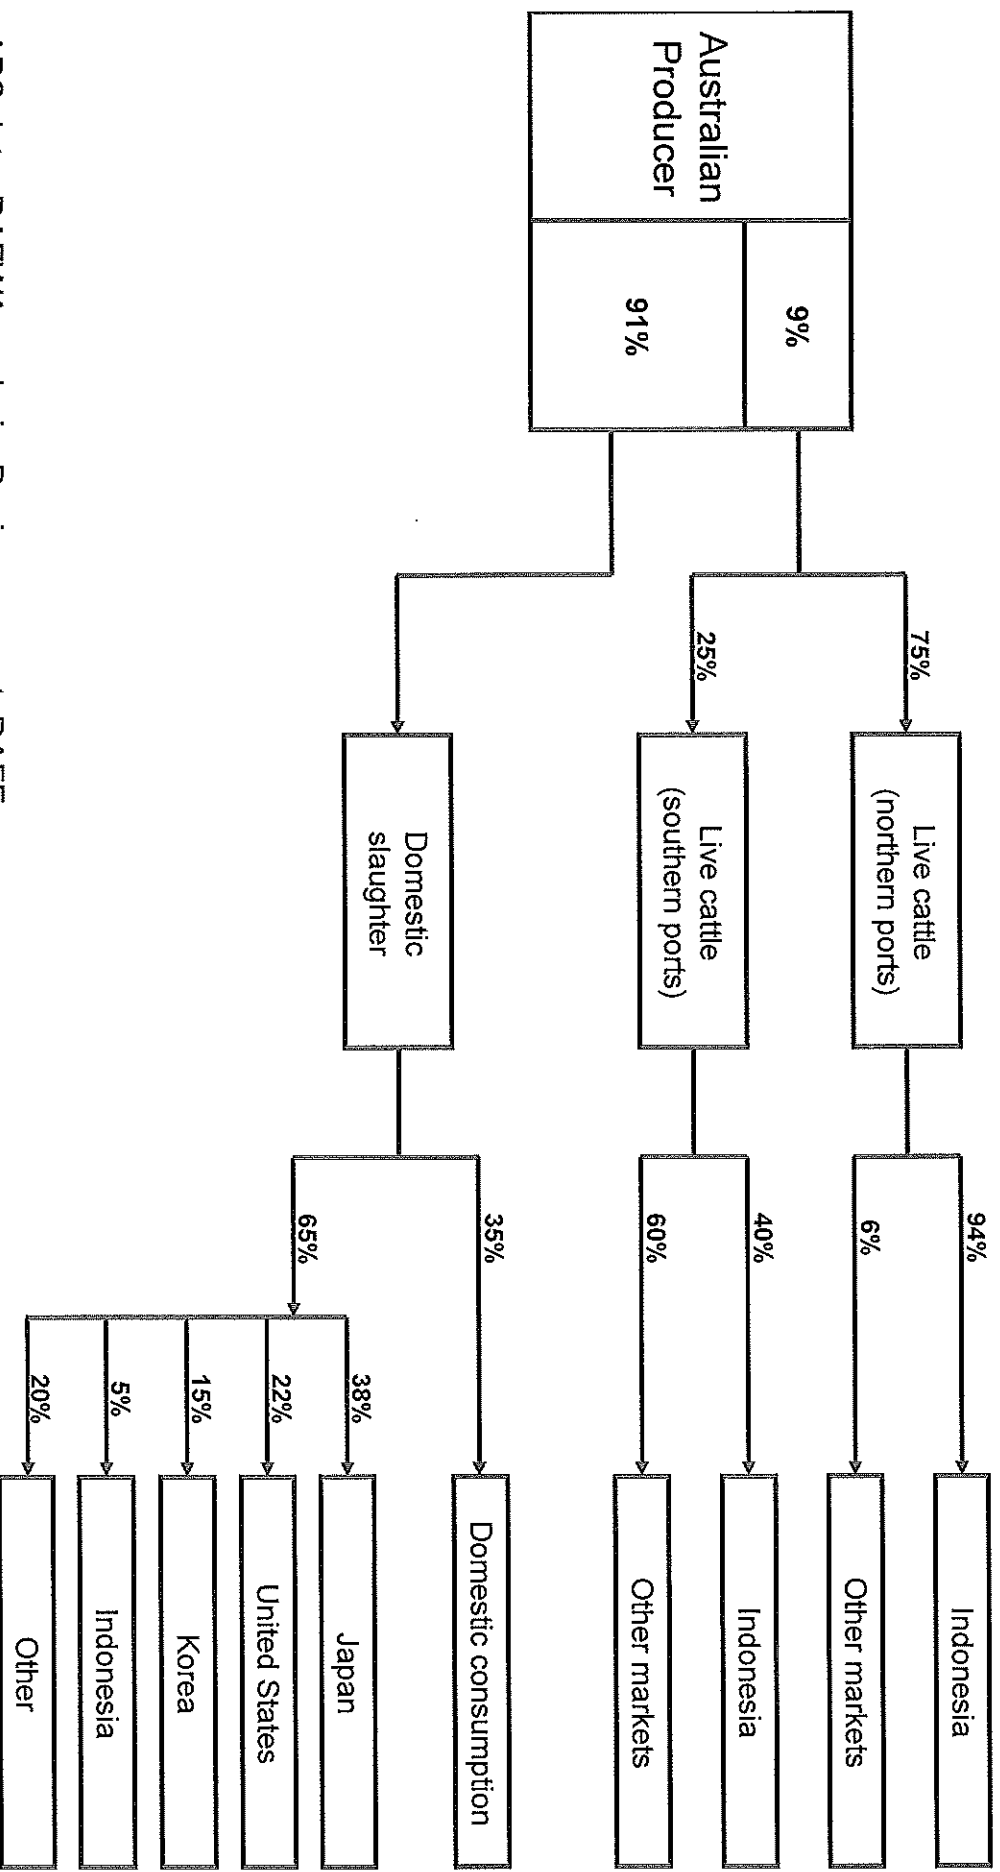 Australian
Producer
9%
91%
75%
25%
Live cattle
(northern ports)
Live cattle
(southern ports)
Domestic
slaughter
94%
6%
40%
60%
35%
65%
38%
22%
15%
5%
20%
Indonesia
Other markets
Indonesia
Other markets
Domestic consumption
Japan
United States
Korea
Indonesia
Other